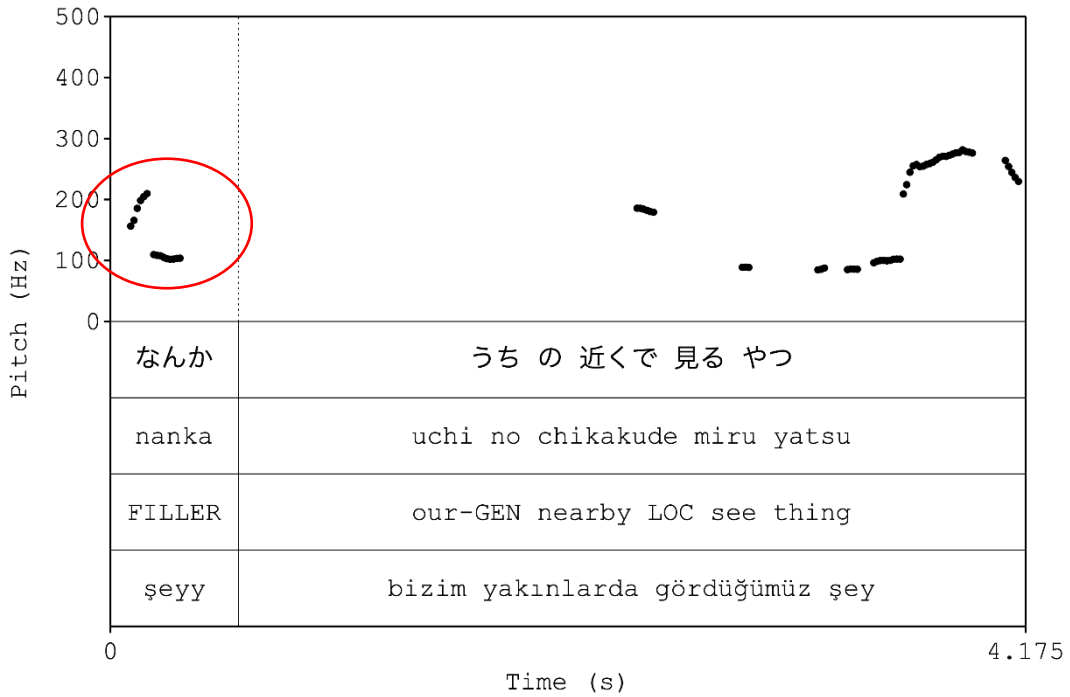 500
400
300
200
100
0
Pitch (Hz)
なんか うち の 近くで 見る やつ
nanka uchi no chikakude miru yatsu
FILLER our-GEN nearby LOC see thing
şeyy bizim yakınlarda gördüğümüz şey
0 4.175
Time (s)